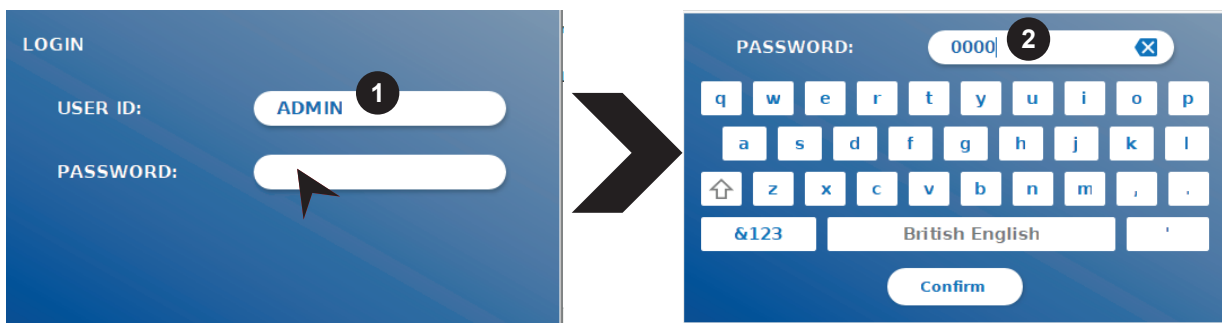 LOGIN
USER ID: ADMIN 1
PASSWORD:
PASSWORD: 0000 2
q w e r t y u i o p
a s d f g h j k l
z x c v b n m , .
&123 British English '
Confirm